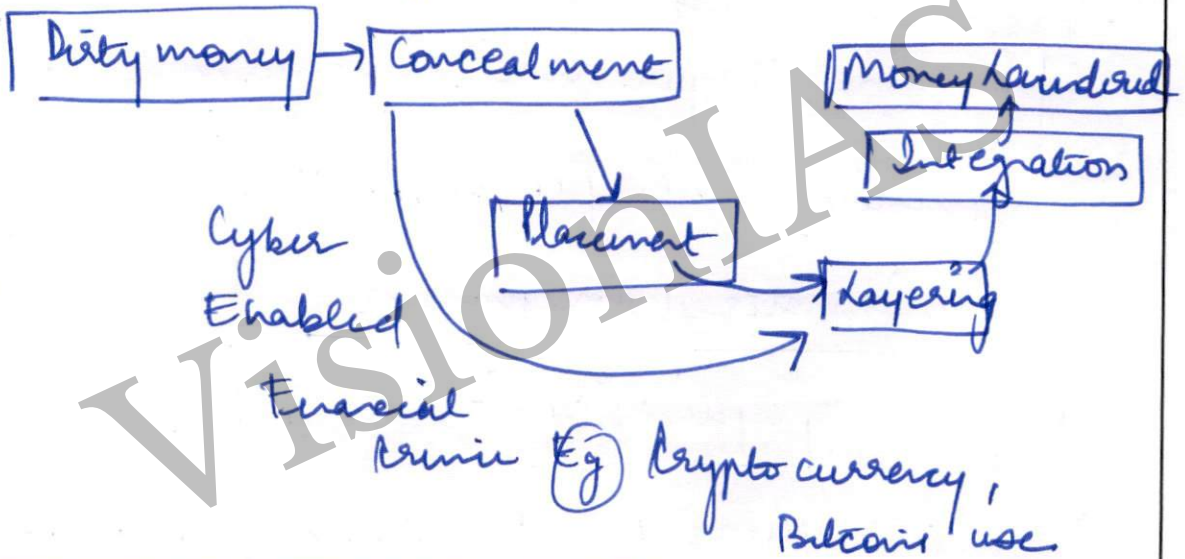 Dirty money
Concealment
Money Laundered
Integration
Placement
Layering
Cyber
Enabled
Financial
Crime Eg Cryptocurrency,
Bitcoin use
VisionIAS